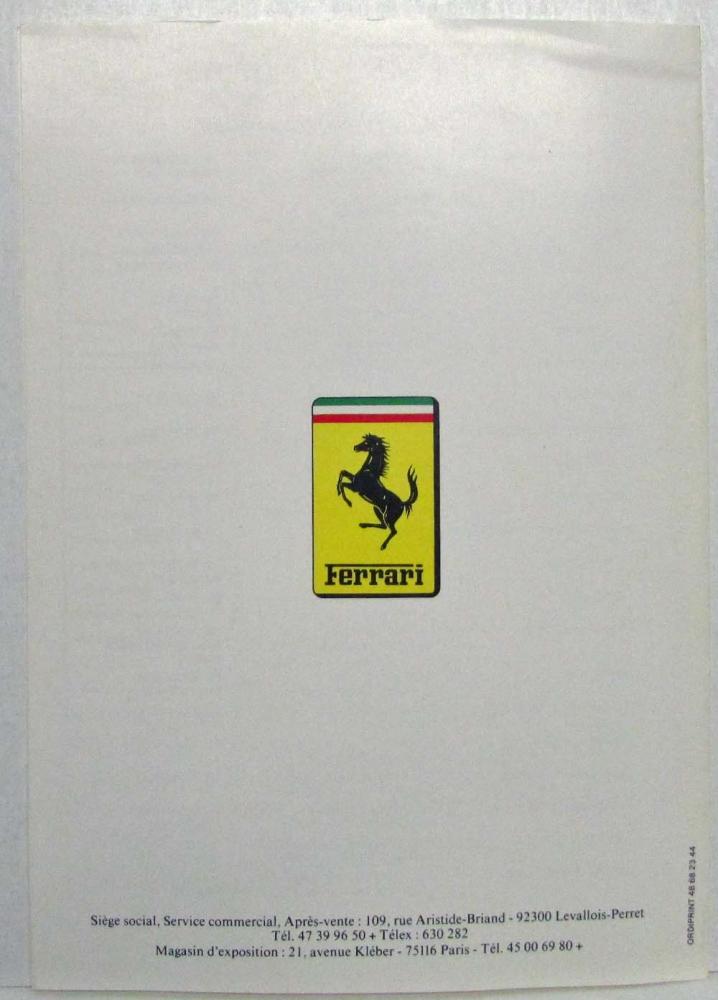 Ferrari
Siège social, Service commercial, Après-vente : 109, rue Aristide-Briand - 92300 Levallois-Perret
Tél. 47 39 96 50 + Télex : 630 282
Magasin d'exposition : 21, avenue Kléber - 75116 Paris - Tél. 45 00 69 80 +
ORDIPRINT 48 68 23 44